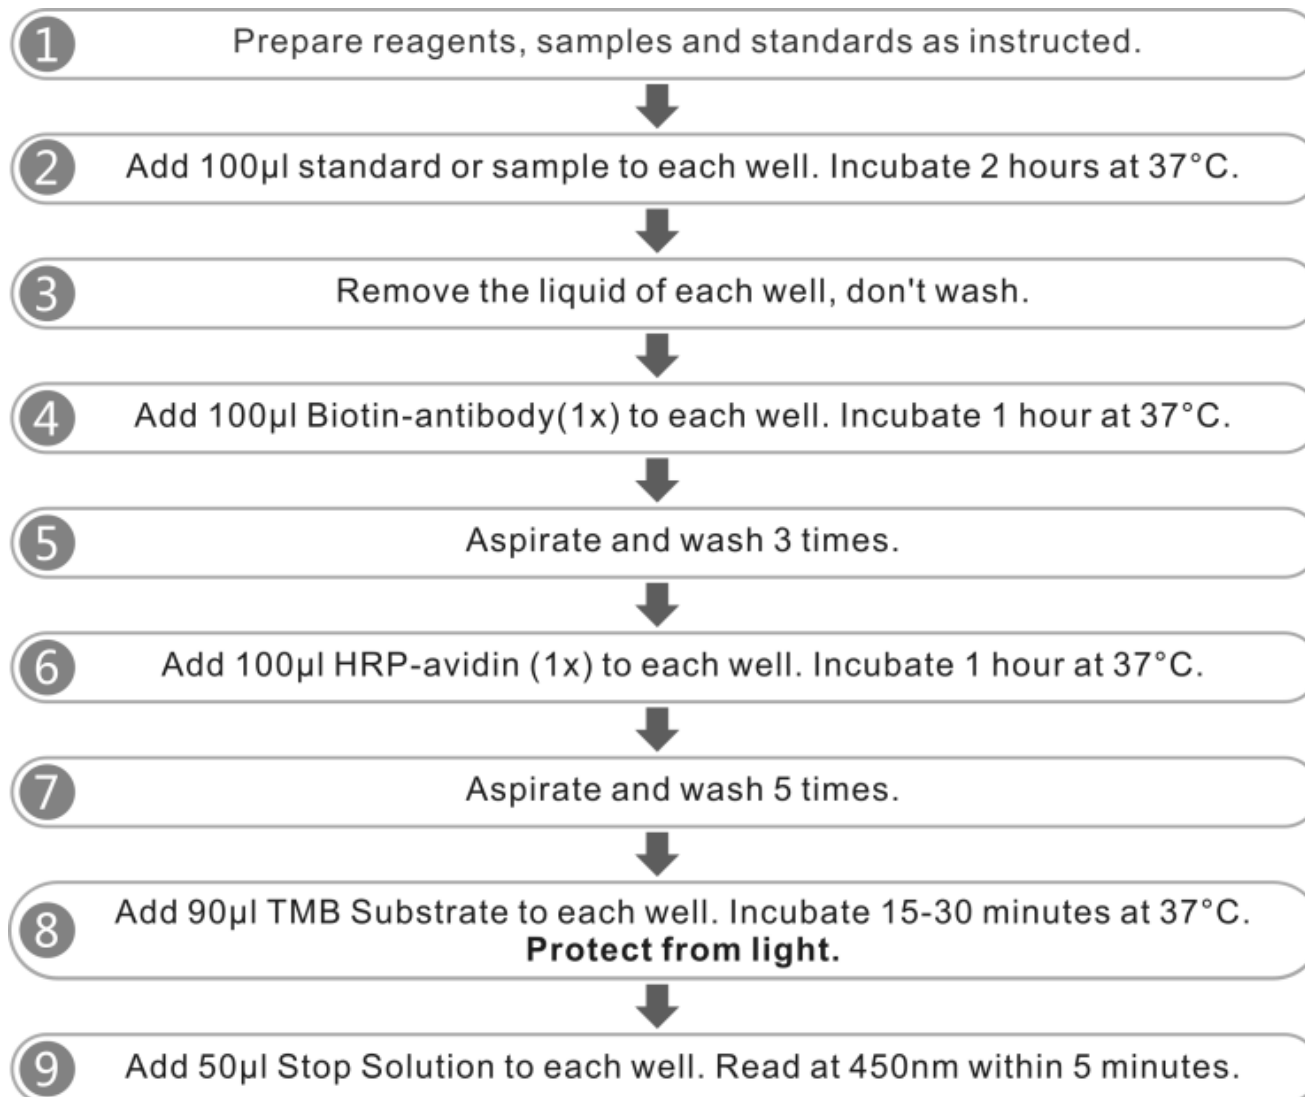 1 Prepare reagents, samples and standards as instructed.
2 Add 100μl standard or sample to each well. Incubate 2 hours at 37°C.
3 Remove the liquid of each well, don't wash.
4 Add 100μl Biotin-antibody(1x) to each well. Incubate 1 hour at 37°C.
5 Aspirate and wash 3 times.
6 Add 100μl HRP-avidin (1x) to each well. Incubate 1 hour at 37°C.
7 Aspirate and wash 5 times.
8 Add 90μl TMB Substrate to each well. Incubate 15-30 minutes at 37°C.
Protect from light.
9 Add 50μl Stop Solution to each well. Read at 450nm within 5 minutes.